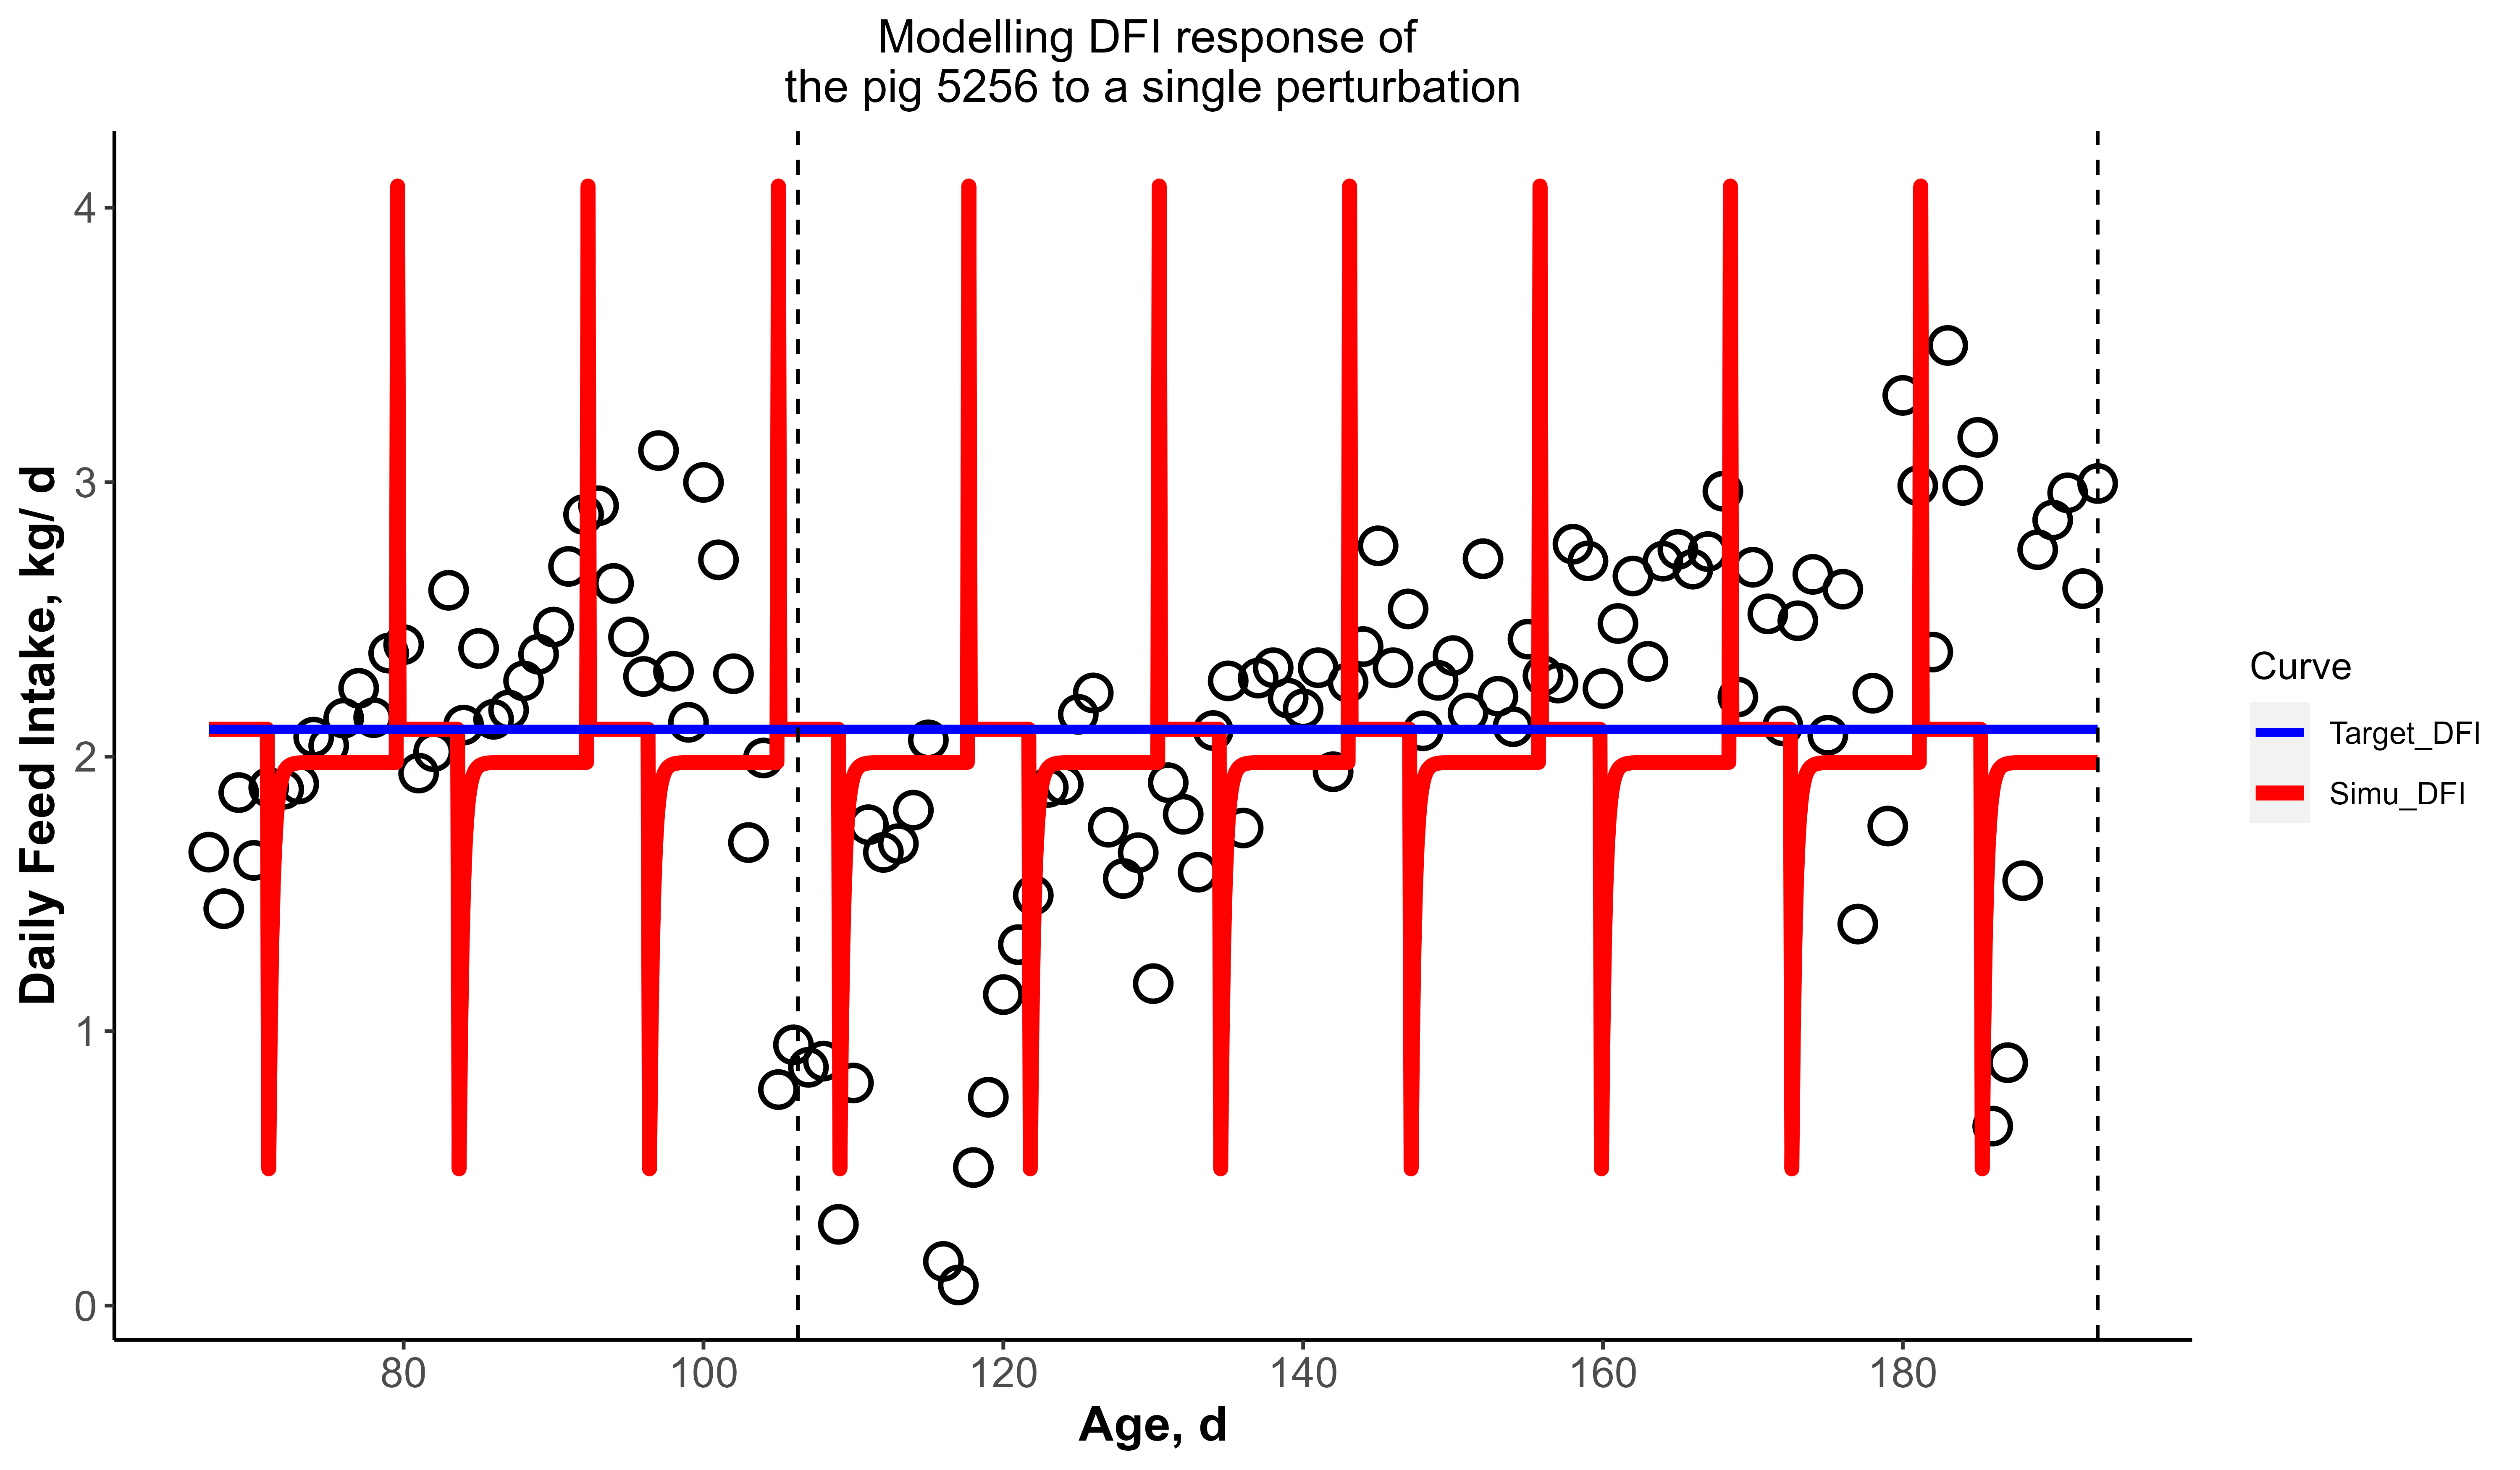 Modelling DFI response of
the pig 5256 to a single perturbation
Daily Feed Intake, kg/ d
4
3
2
1
0
80
100
120
140
160
180
Age, d
Curve
Target_DFI
Simu_DFI